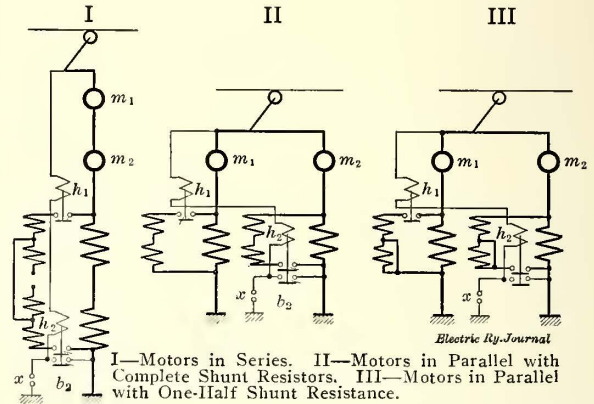 I
II
III
m1
m2
h1
h2
x
b2
m1
m2
h1
h2
x
b2
m1
m2
h1
h2
x
Electric Ry. Journal
I—Motors in Series. II—Motors in Parallel with
Complete Shunt Resistors. III—Motors in Parallel
with One-Half Shunt Resistance.